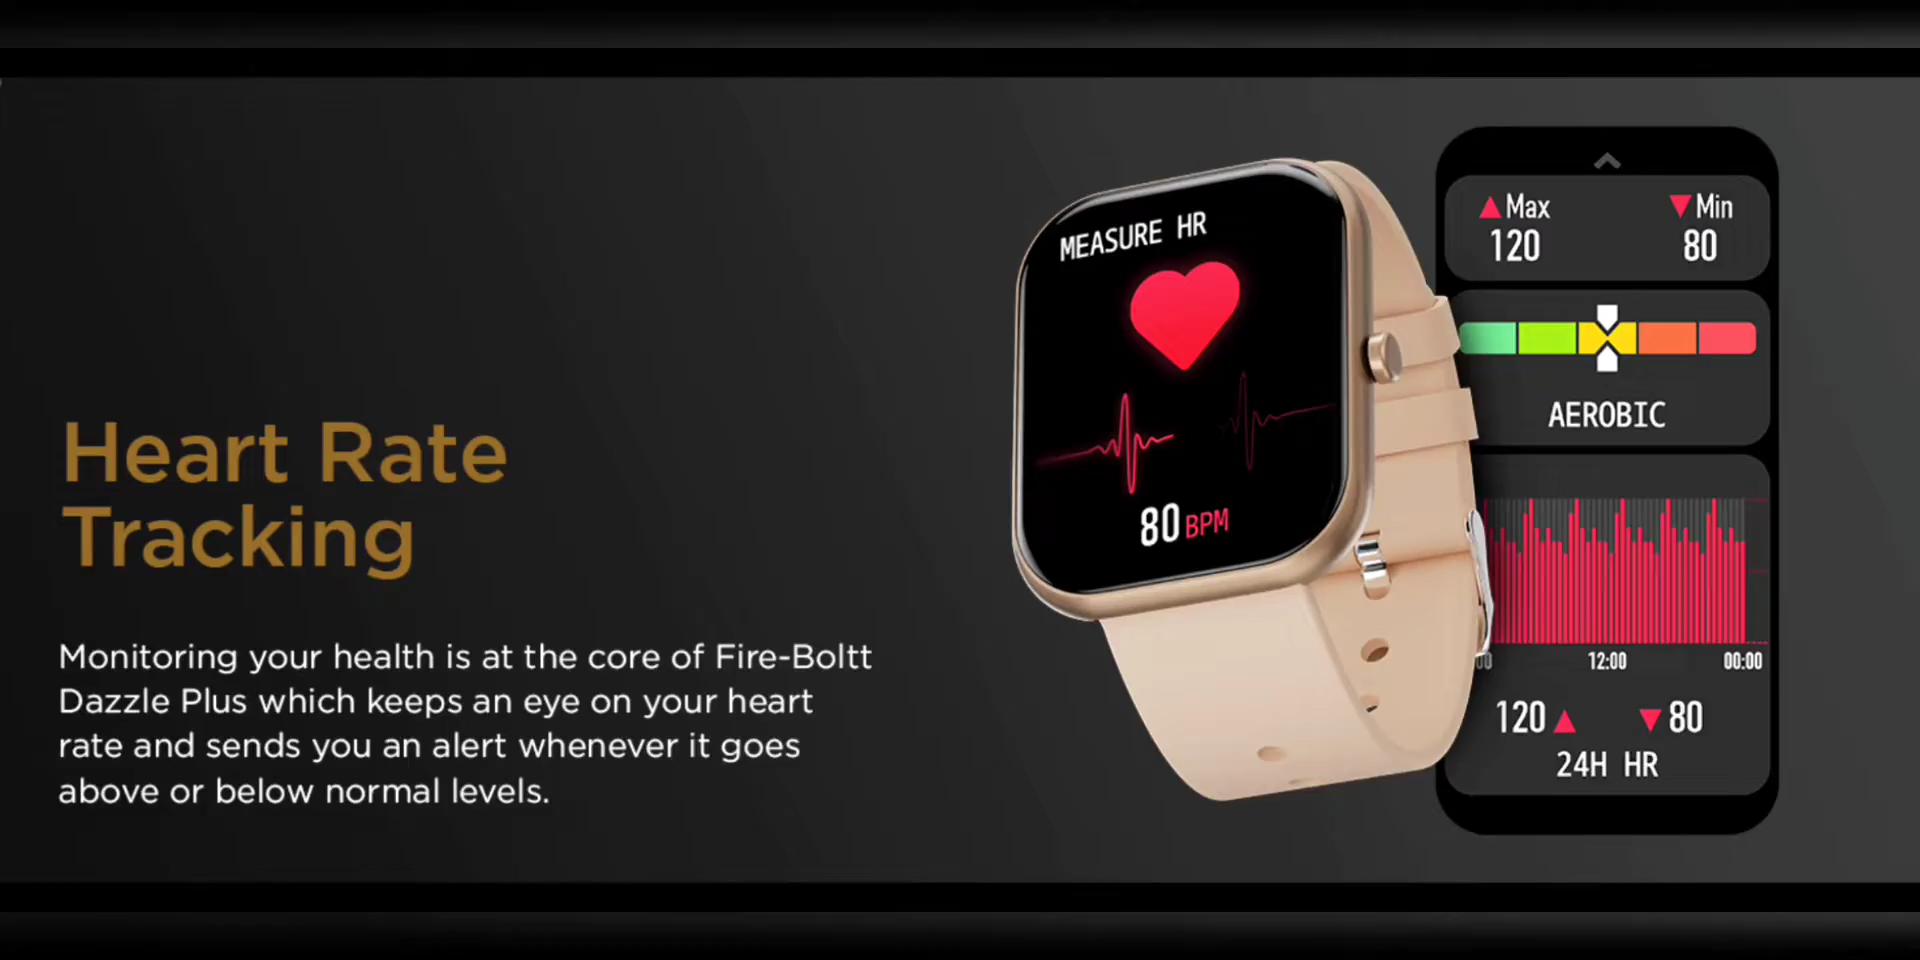 Heart Rate
Tracking
Monitoring your health is at the core of Fire-Boltt
Dazzle Plus which keeps an eye on your heart
rate and sends you an alert whenever it goes
above or below normal levels.
MEASURE HR
80 BPM
Max Min
120 80
AEROBIC
12:00 00:00
120 80
24H HR